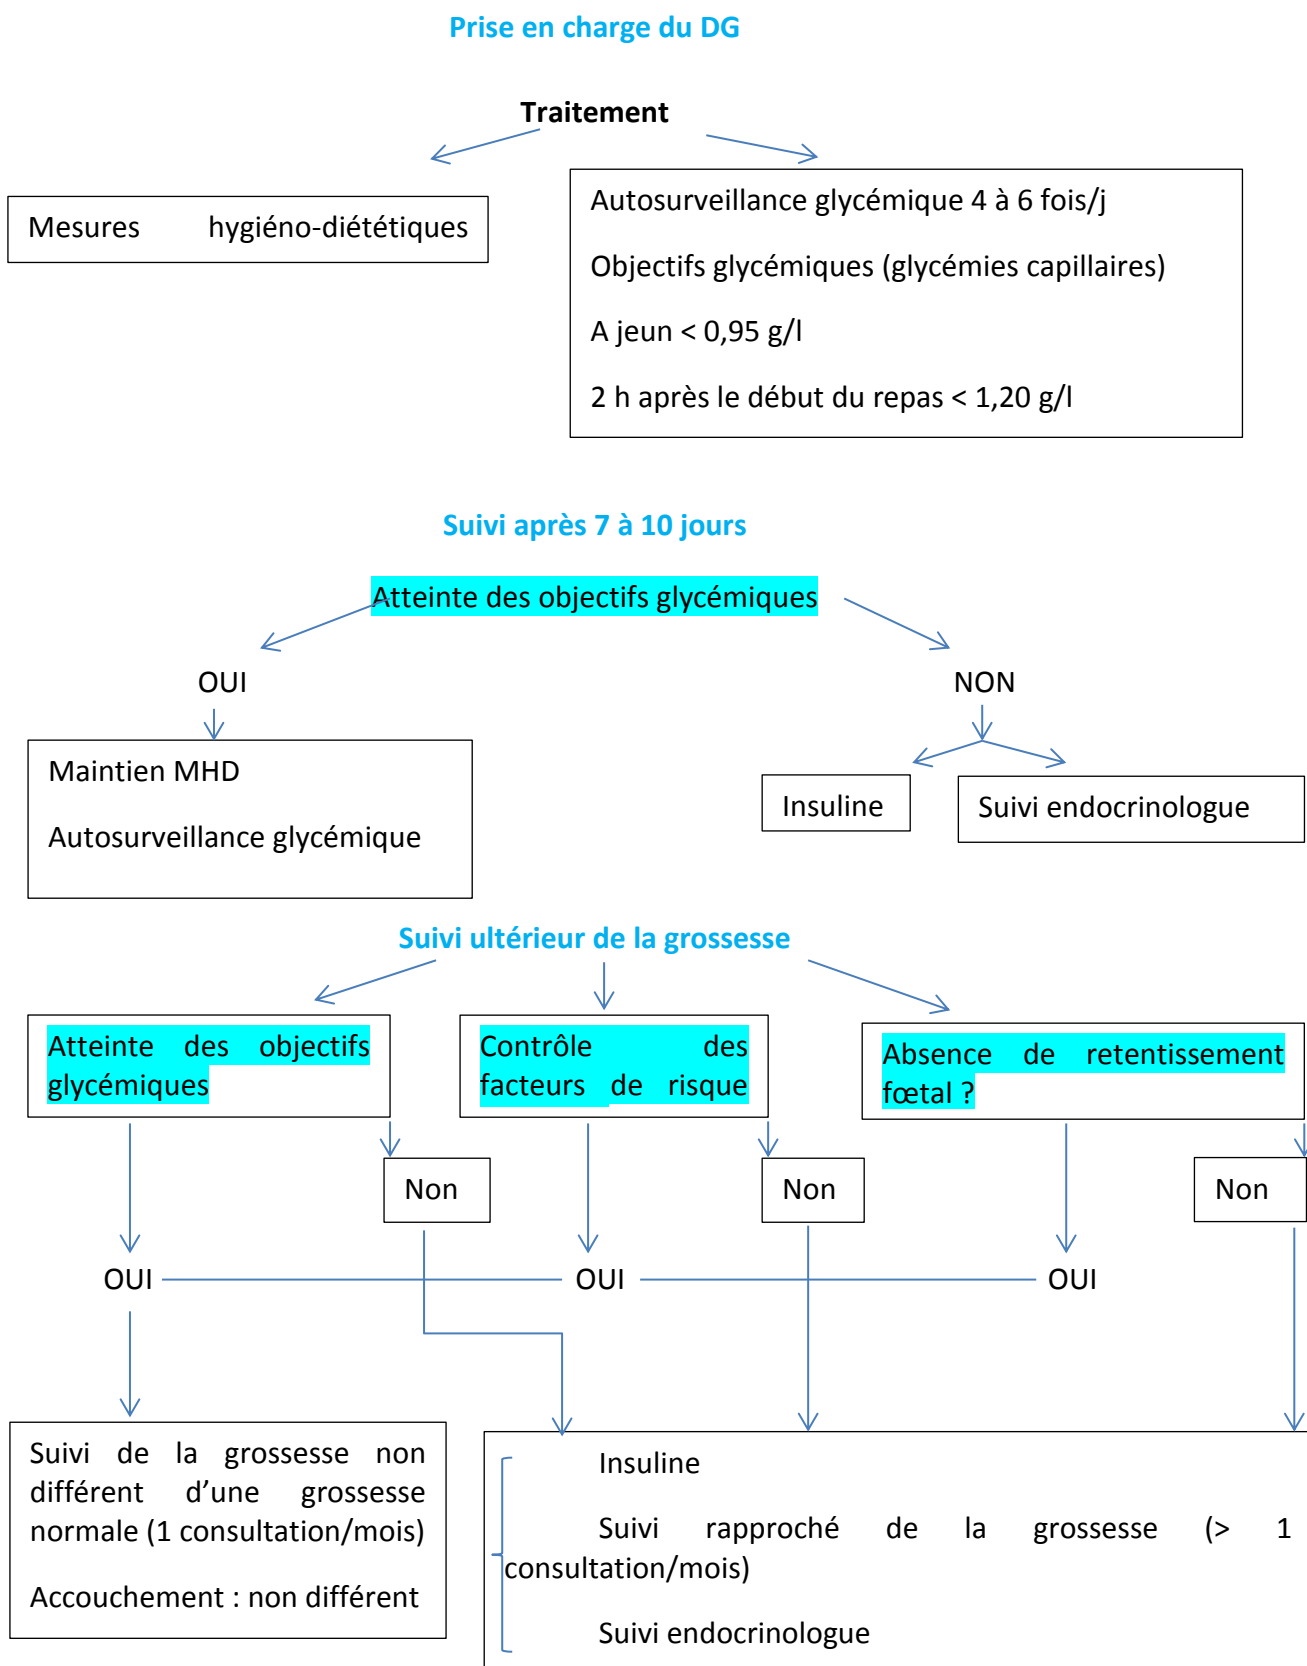 Prise en charge du DG
Traitement
Mesures hygiéno-diététiques
Autosurveillance glycémique 4 à 6 fois/j
Objectifs glycémiques (glycémies capillaires)
A jeun < 0,95 g/l
2 h après le début du repas < 1,20 g/l
Suivi après 7 à 10 jours
Atteinte des objectifs glycémiques
OUI
NON
Maintien MHD
Autosurveillance glycémique
Insuline
Suivi endocrinologue
Suivi ultérieur de la grossesse
Atteinte des objectifs
glycémiques
Contrôle des
facteurs de risque
Absence de retentissement
fœtal ?
Non
Non
Non
OUI
OUI
OUI
Suivi de la grossesse non
différent d’une grossesse
normale (1 consultation/mois)
Accouchement : non différent
Insuline
Suivi rapproché de la grossesse (> 1
consultation/mois)
Suivi endocrinologue